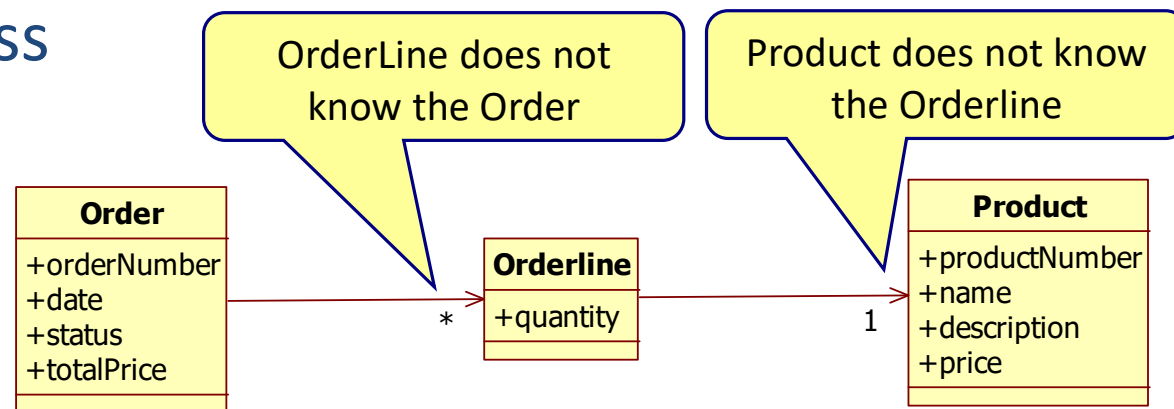 ss
OrderLine does not
know the Order
Product does not know
the Orderline
Order
+orderNumber
+date
+status
+totalPrice
*
Orderline
+quantity
1
Product
+productNumber
+name
+description
+price